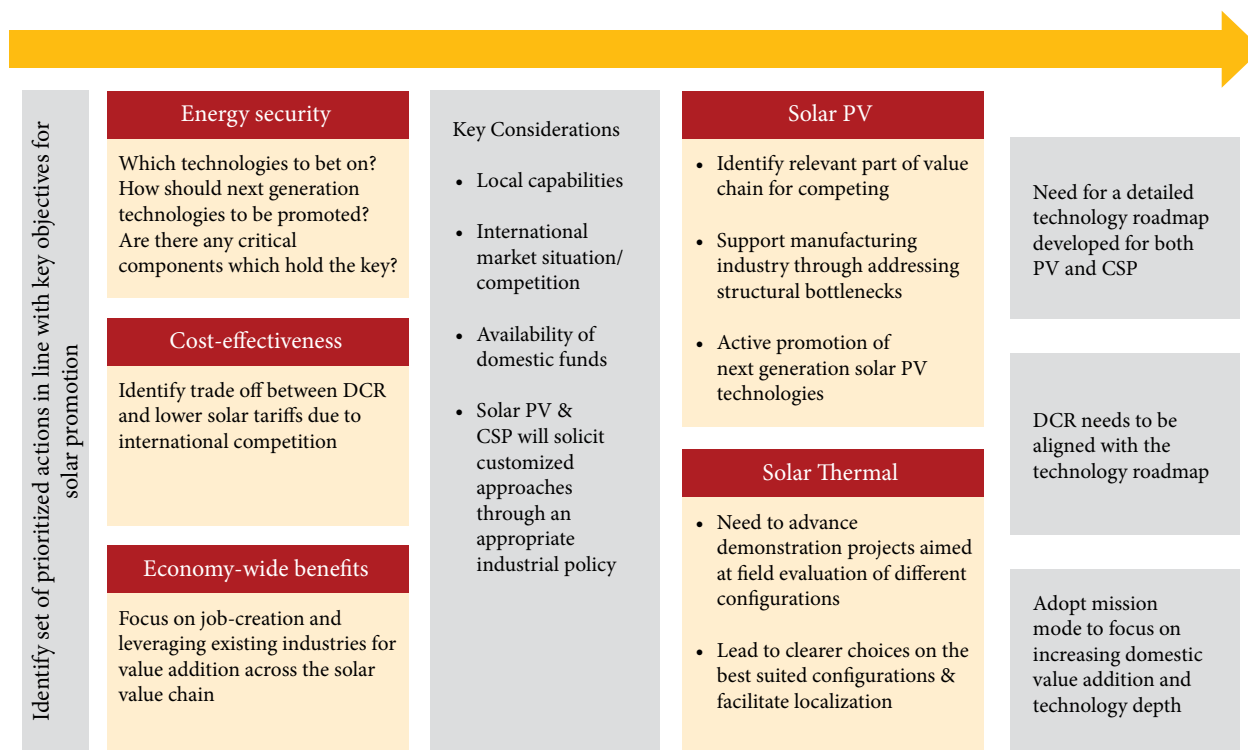 Identify set of prioritized actions in line with key objectives for
solar promotion
Energy security
Which technologies to bet on?
How should next generation
technologies to be promoted?
Are there any critical
components which hold the key?
Cost-effectiveness
Identify trade off between DCR
and lower solar tariffs due to
international competition
Economy-wide benefits
Focus on job-creation and
leveraging existing industries for
value addition across the solar
value chain
Key Considerations
• Local capabilities
• International
market situation/
competition
• Availability of
domestic funds
• Solar PV &
CSP will solicit
customized
approaches
through an
appropriate
industrial policy
Solar PV
• Identify relevant part of value
chain for competing
• Support manufacturing
industry through addressing
structural bottlenecks
• Active promotion of
next generation solar PV
technologies
Solar Thermal
• Need to advance
demonstration projects aimed
at field evaluation of different
configurations
• Lead to clearer choices on the
best suited configurations &
facilitate localization
Need for a detailed
technology roadmap
developed for both
PV and CSP
DCR needs to be
aligned with the
technology roadmap
Adopt mission
mode to focus on
increasing domestic
value addition and
technology depth